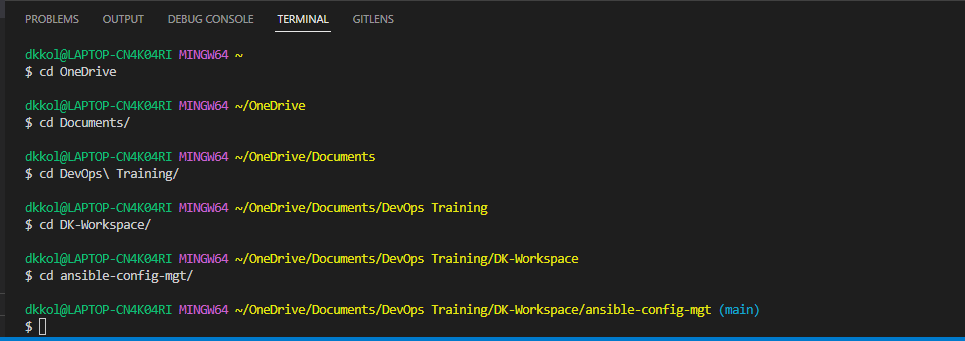 PROBLEMS OUTPUT DEBUG CONSOLE TERMINAL GITLENS
dkkol@LAPTOP-CN4K04RI MINGW64 ~
$ cd OneDrive
dkkol@LAPTOP-CN4K04RI MINGW64 ~/OneDrive
$ cd Documents/
dkkol@LAPTOP-CN4K04RI MINGW64 ~/OneDrive/Documents
$ cd DevOps\ Training/
dkkol@LAPTOP-CN4K04RI MINGW64 ~/OneDrive/Documents/DevOps Training
$ cd DK-Workspace/
dkkol@LAPTOP-CN4K04RI MINGW64 ~/OneDrive/Documents/DevOps Training/DK-Workspace
$ cd ansible-config-mgt/
dkkol@LAPTOP-CN4K04RI MINGW64 ~/OneDrive/Documents/DevOps Training/DK-Workspace/ansible-config-mgt (main)
$